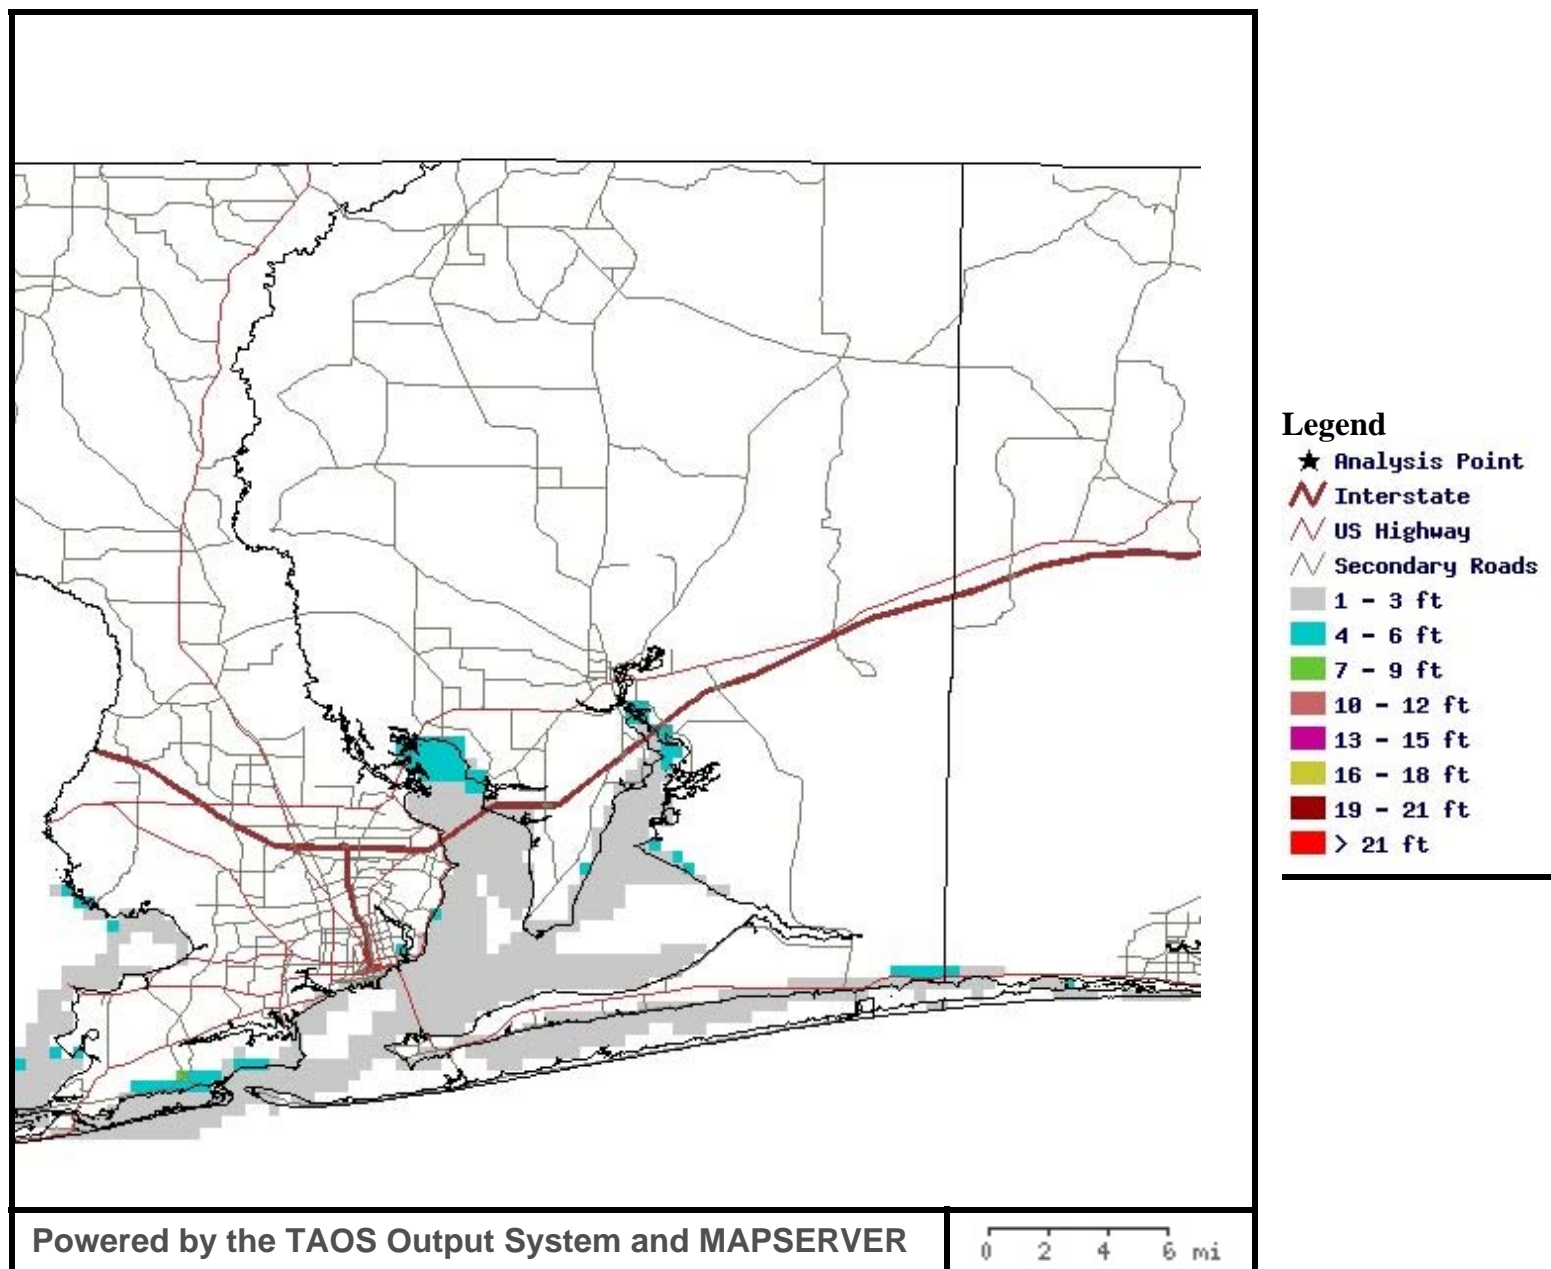 Legend
Analysis Point
Interstate
US Highway
Secondary Roads
1 - 3 ft
4 - 6 ft
7 - 9 ft
10 - 12 ft
13 - 15 ft
16 - 18 ft
19 - 21 ft
> 21 ft
Powered by the TAOS Output System and MAPSERVER
0 2 4 6 mi